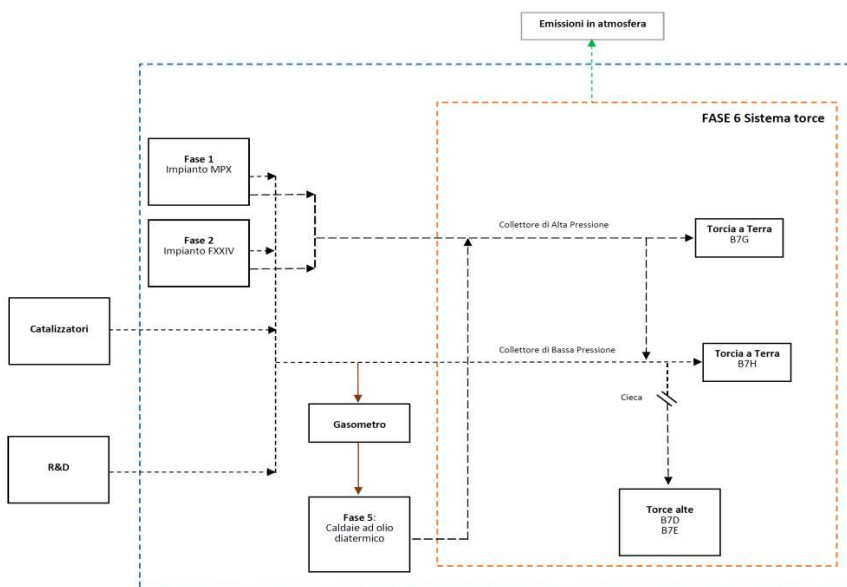 Emissioni in atmosfera
FASE 6 Sistema torce
Fase 1
Impianto MPX
Fase 2
Impianto FXXIV
Collettore di Alta Pressione
Torcia a Terra
B7G
Catalizzatori
Collettore di Bassa Pressione
Torcia a Terra
B7H
Cieca
Gasometro
R&D
Fase 5:
Caldaie ad olio
diatermico
Torce alte
B7D
B7E